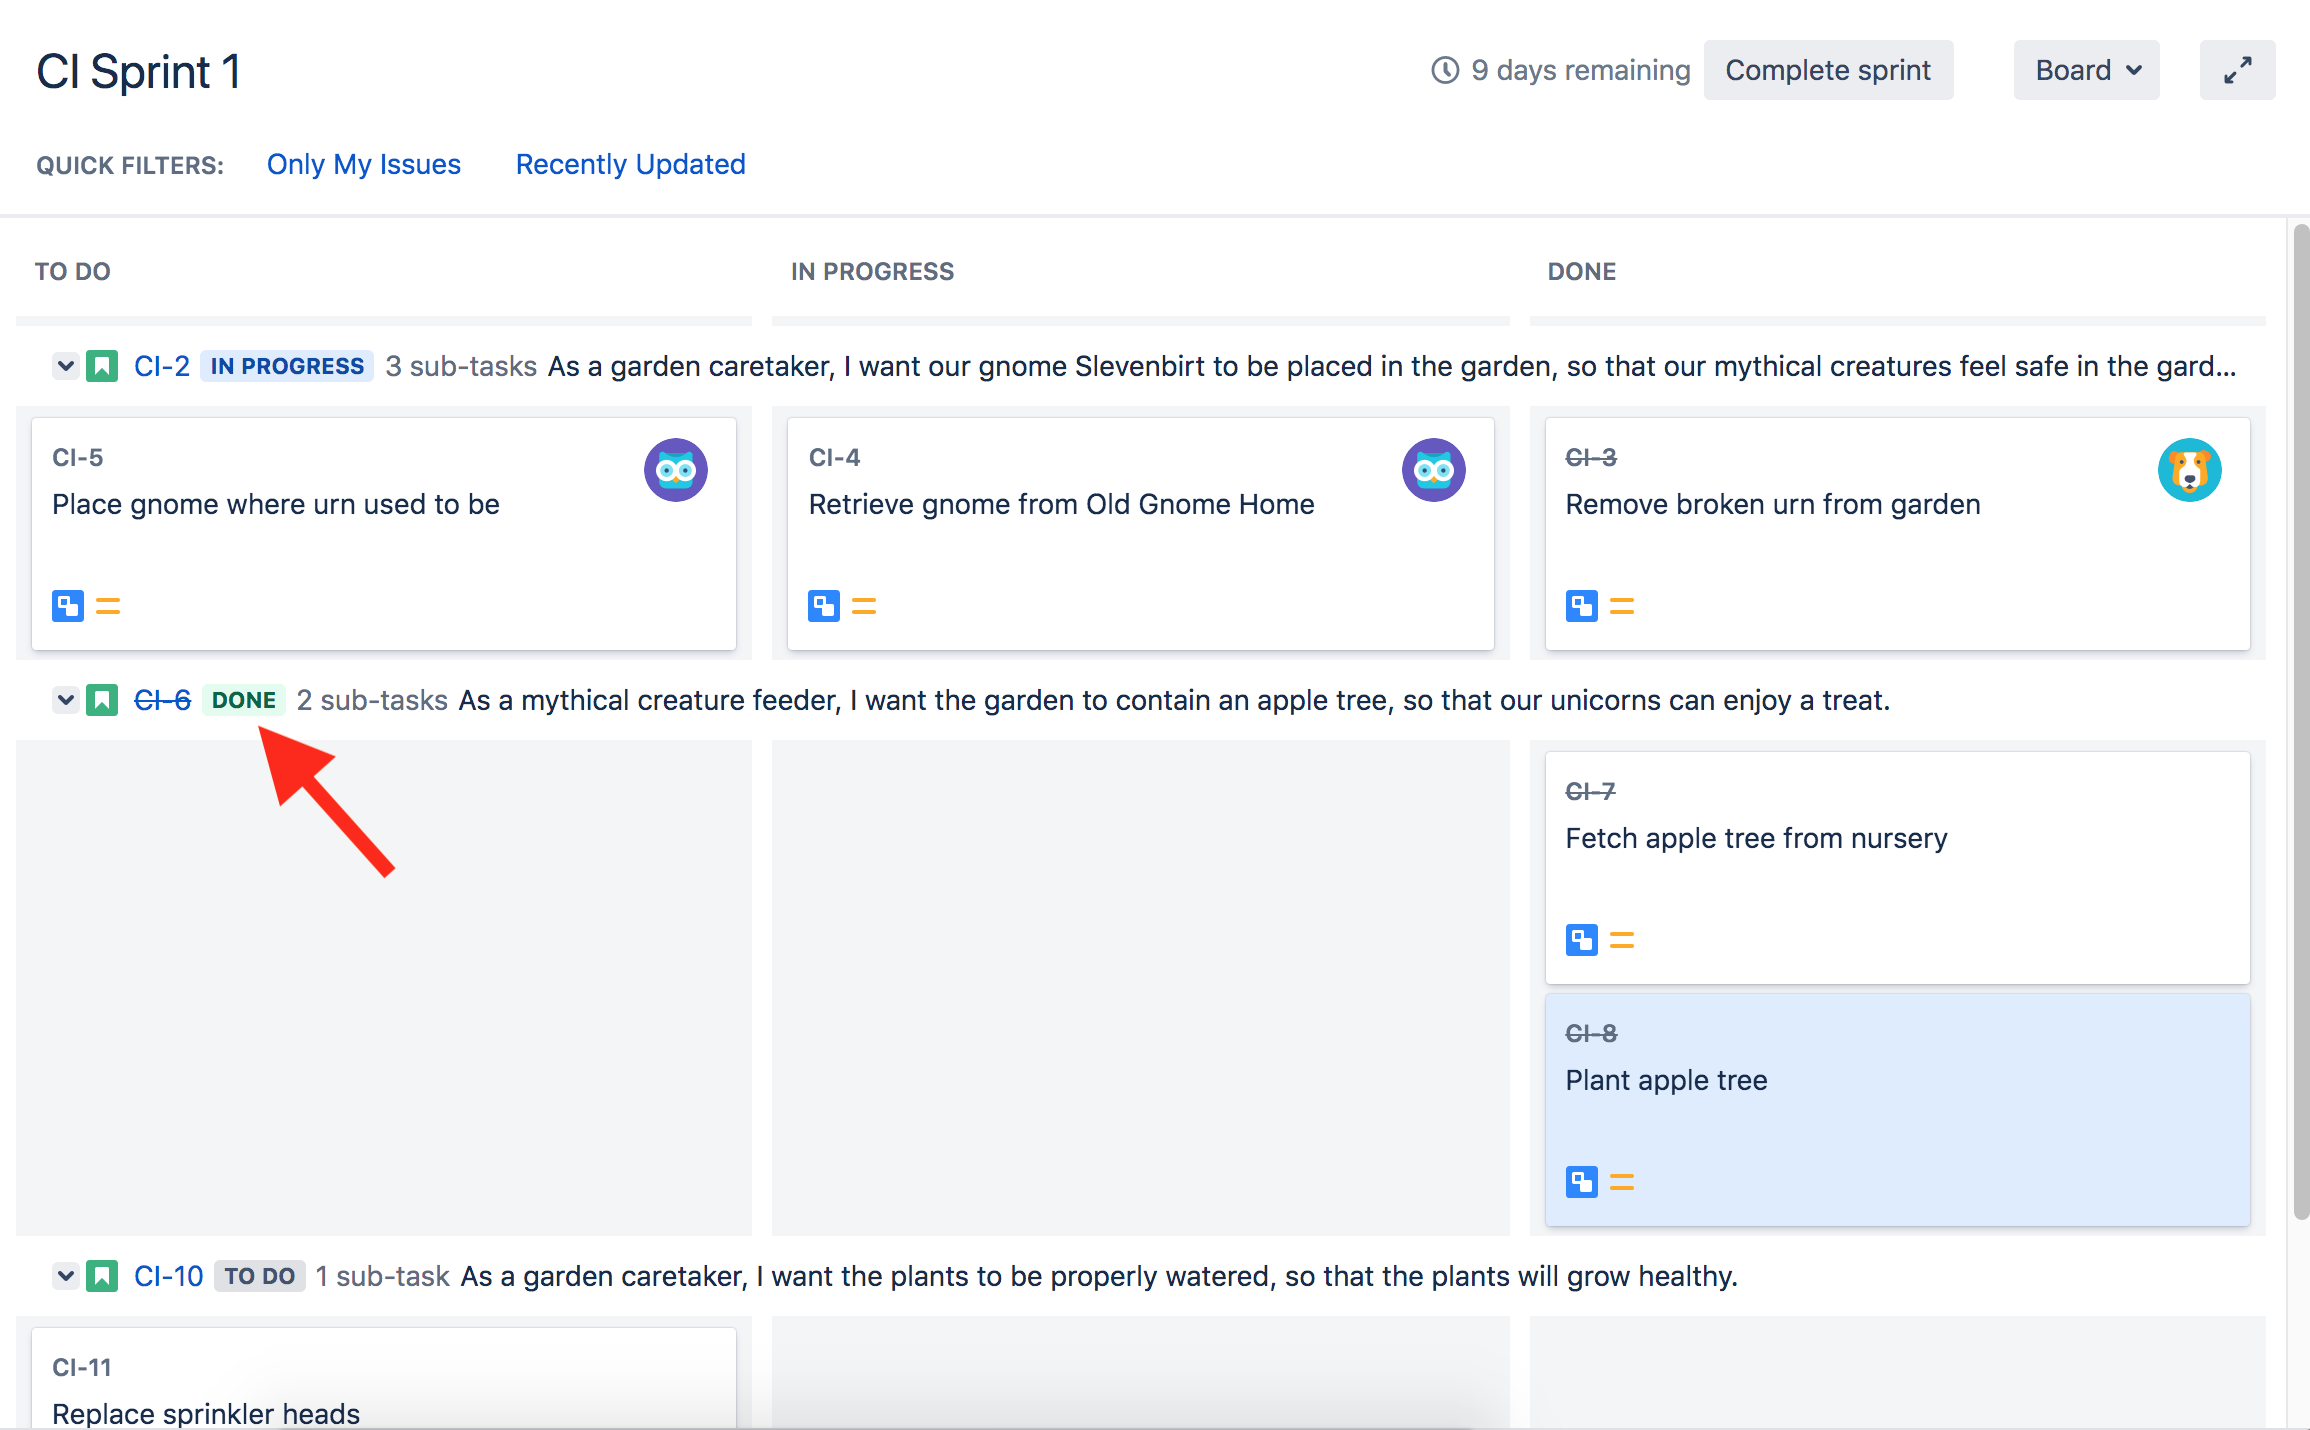 CI Sprint 1
9 days remaining
Complete sprint
Board
QUICK FILTERS: Only My Issues Recently Updated
TO DO IN PROGRESS DONE
CI-2 IN PROGRESS 3 sub-tasks As a garden caretaker, I want our gnome Slevenbirt to be placed in the garden, so that our mythical creatures feel safe in the gard...
CI-5
Place gnome where urn used to be
CI-4
Retrieve gnome from Old Gnome Home
CI-3
Remove broken urn from garden
CI-6 DONE 2 sub-tasks As a mythical creature feeder, I want the garden to contain an apple tree, so that our unicorns can enjoy a treat.
CI-7
Fetch apple tree from nursery
CI-8
Plant apple tree
CI-10 TO DO 1 sub-task As a garden caretaker, I want the plants to be properly watered, so that the plants will grow healthy.
CI-11
Replace sprinkler heads